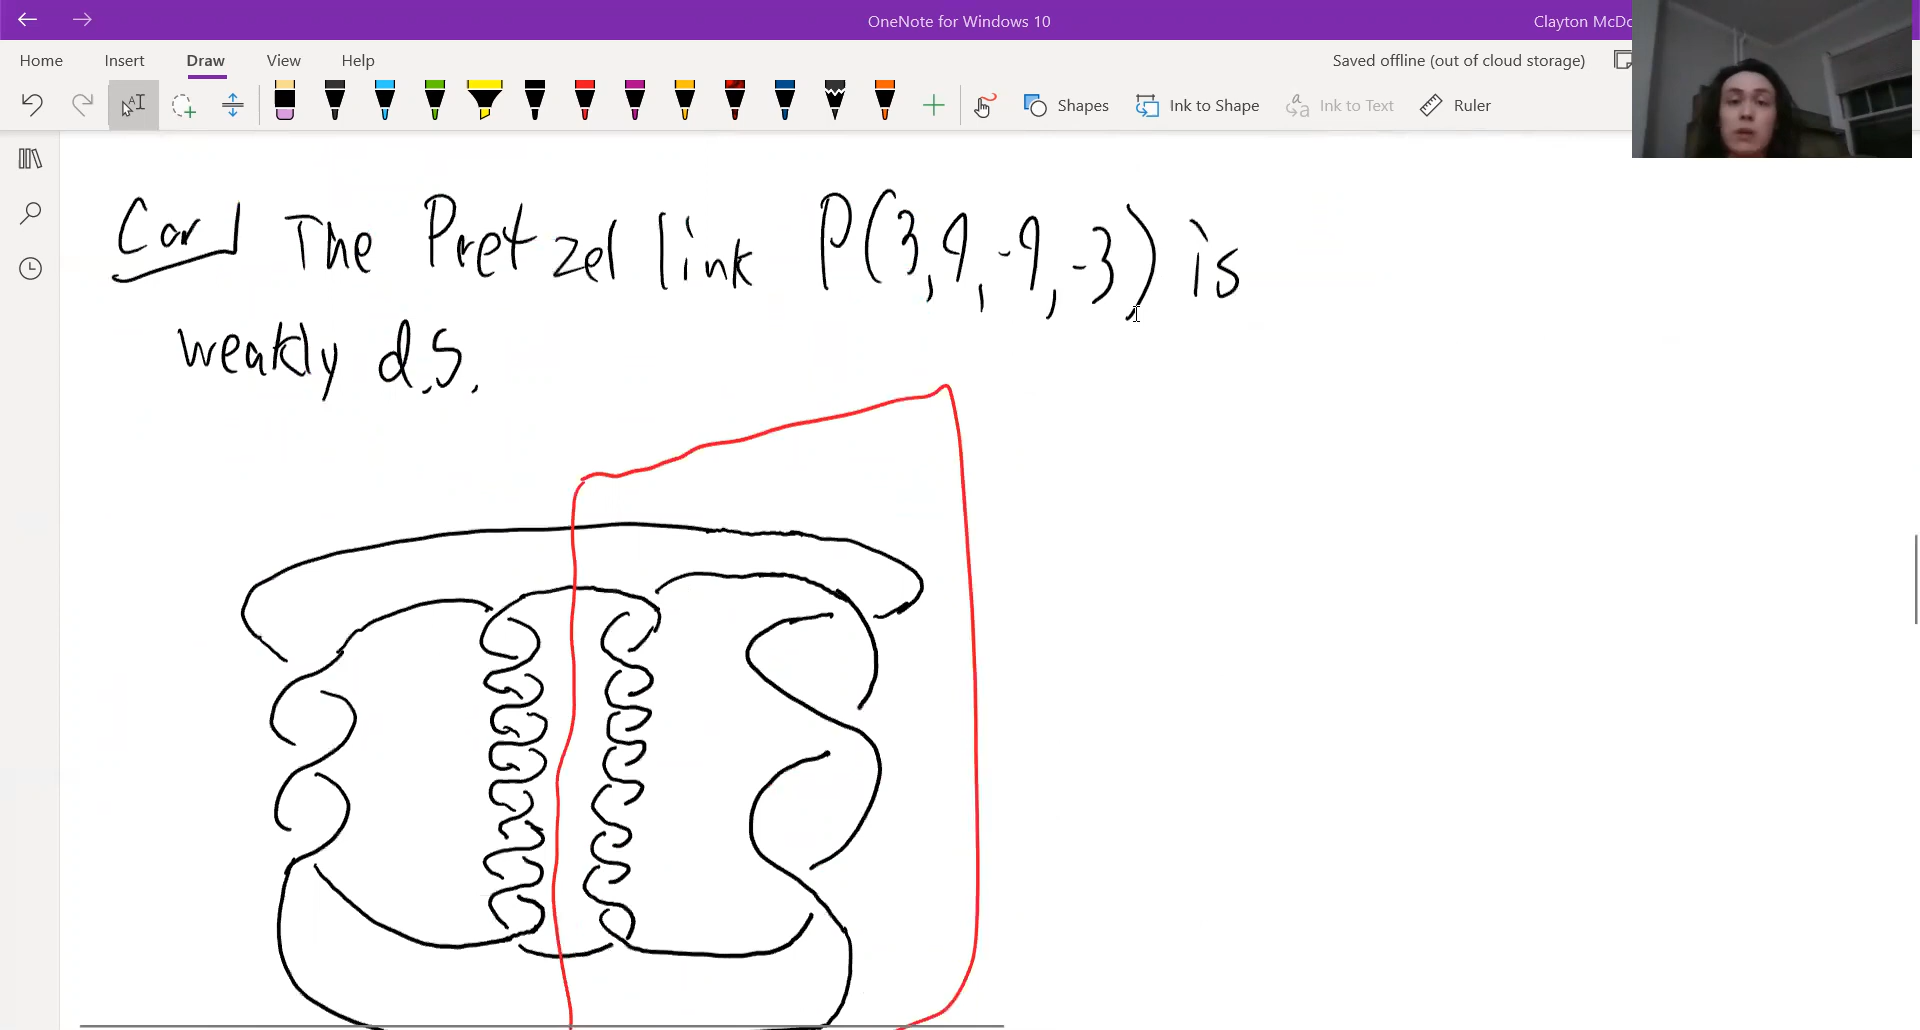 OneNote for Windows 10
Clayton McDo
Home Insert Draw View Help
Saved offline (out of cloud storage)
Shapes Ink to Shape Ink to Text Ruler
Cor The Pretzel link P(3,9,-9,-3) is
weakly d.s.